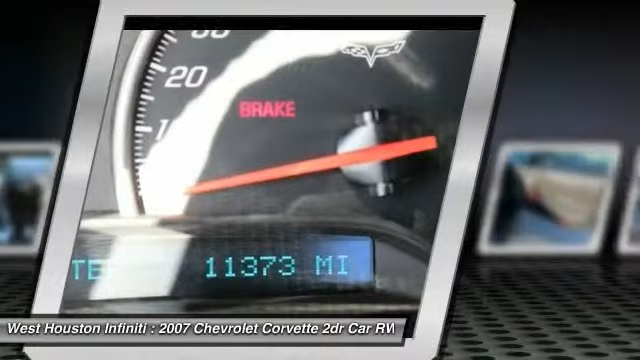 20
BRAKE
11373 MI
West Houston Infiniti : 2007 Chevrolet Corvette 2dr Car RW